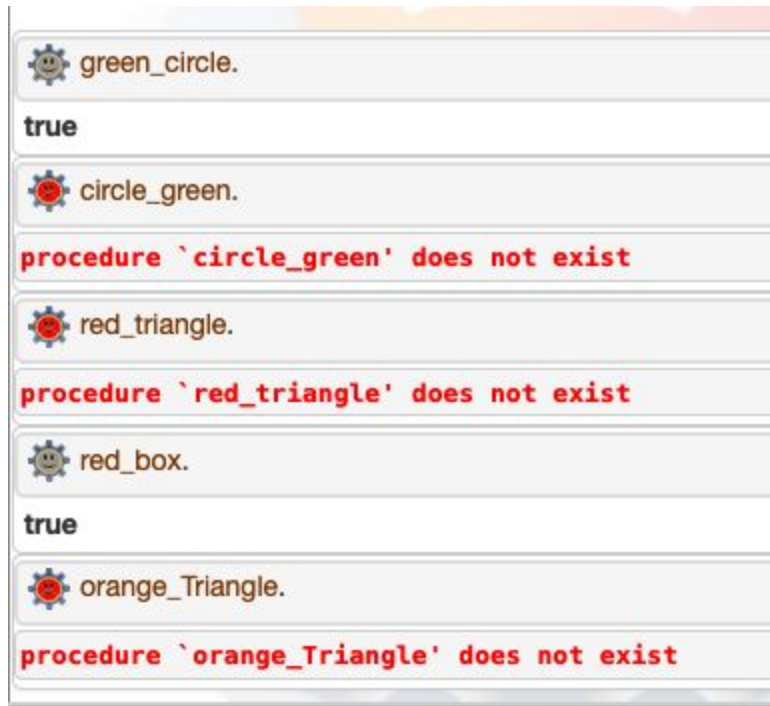 green_circle.
true
circle_green.
procedure `circle_green' does not exist
red_triangle.
procedure `red_triangle' does not exist
red_box.
true
orange_Triangle.
procedure `orange_Triangle' does not exist